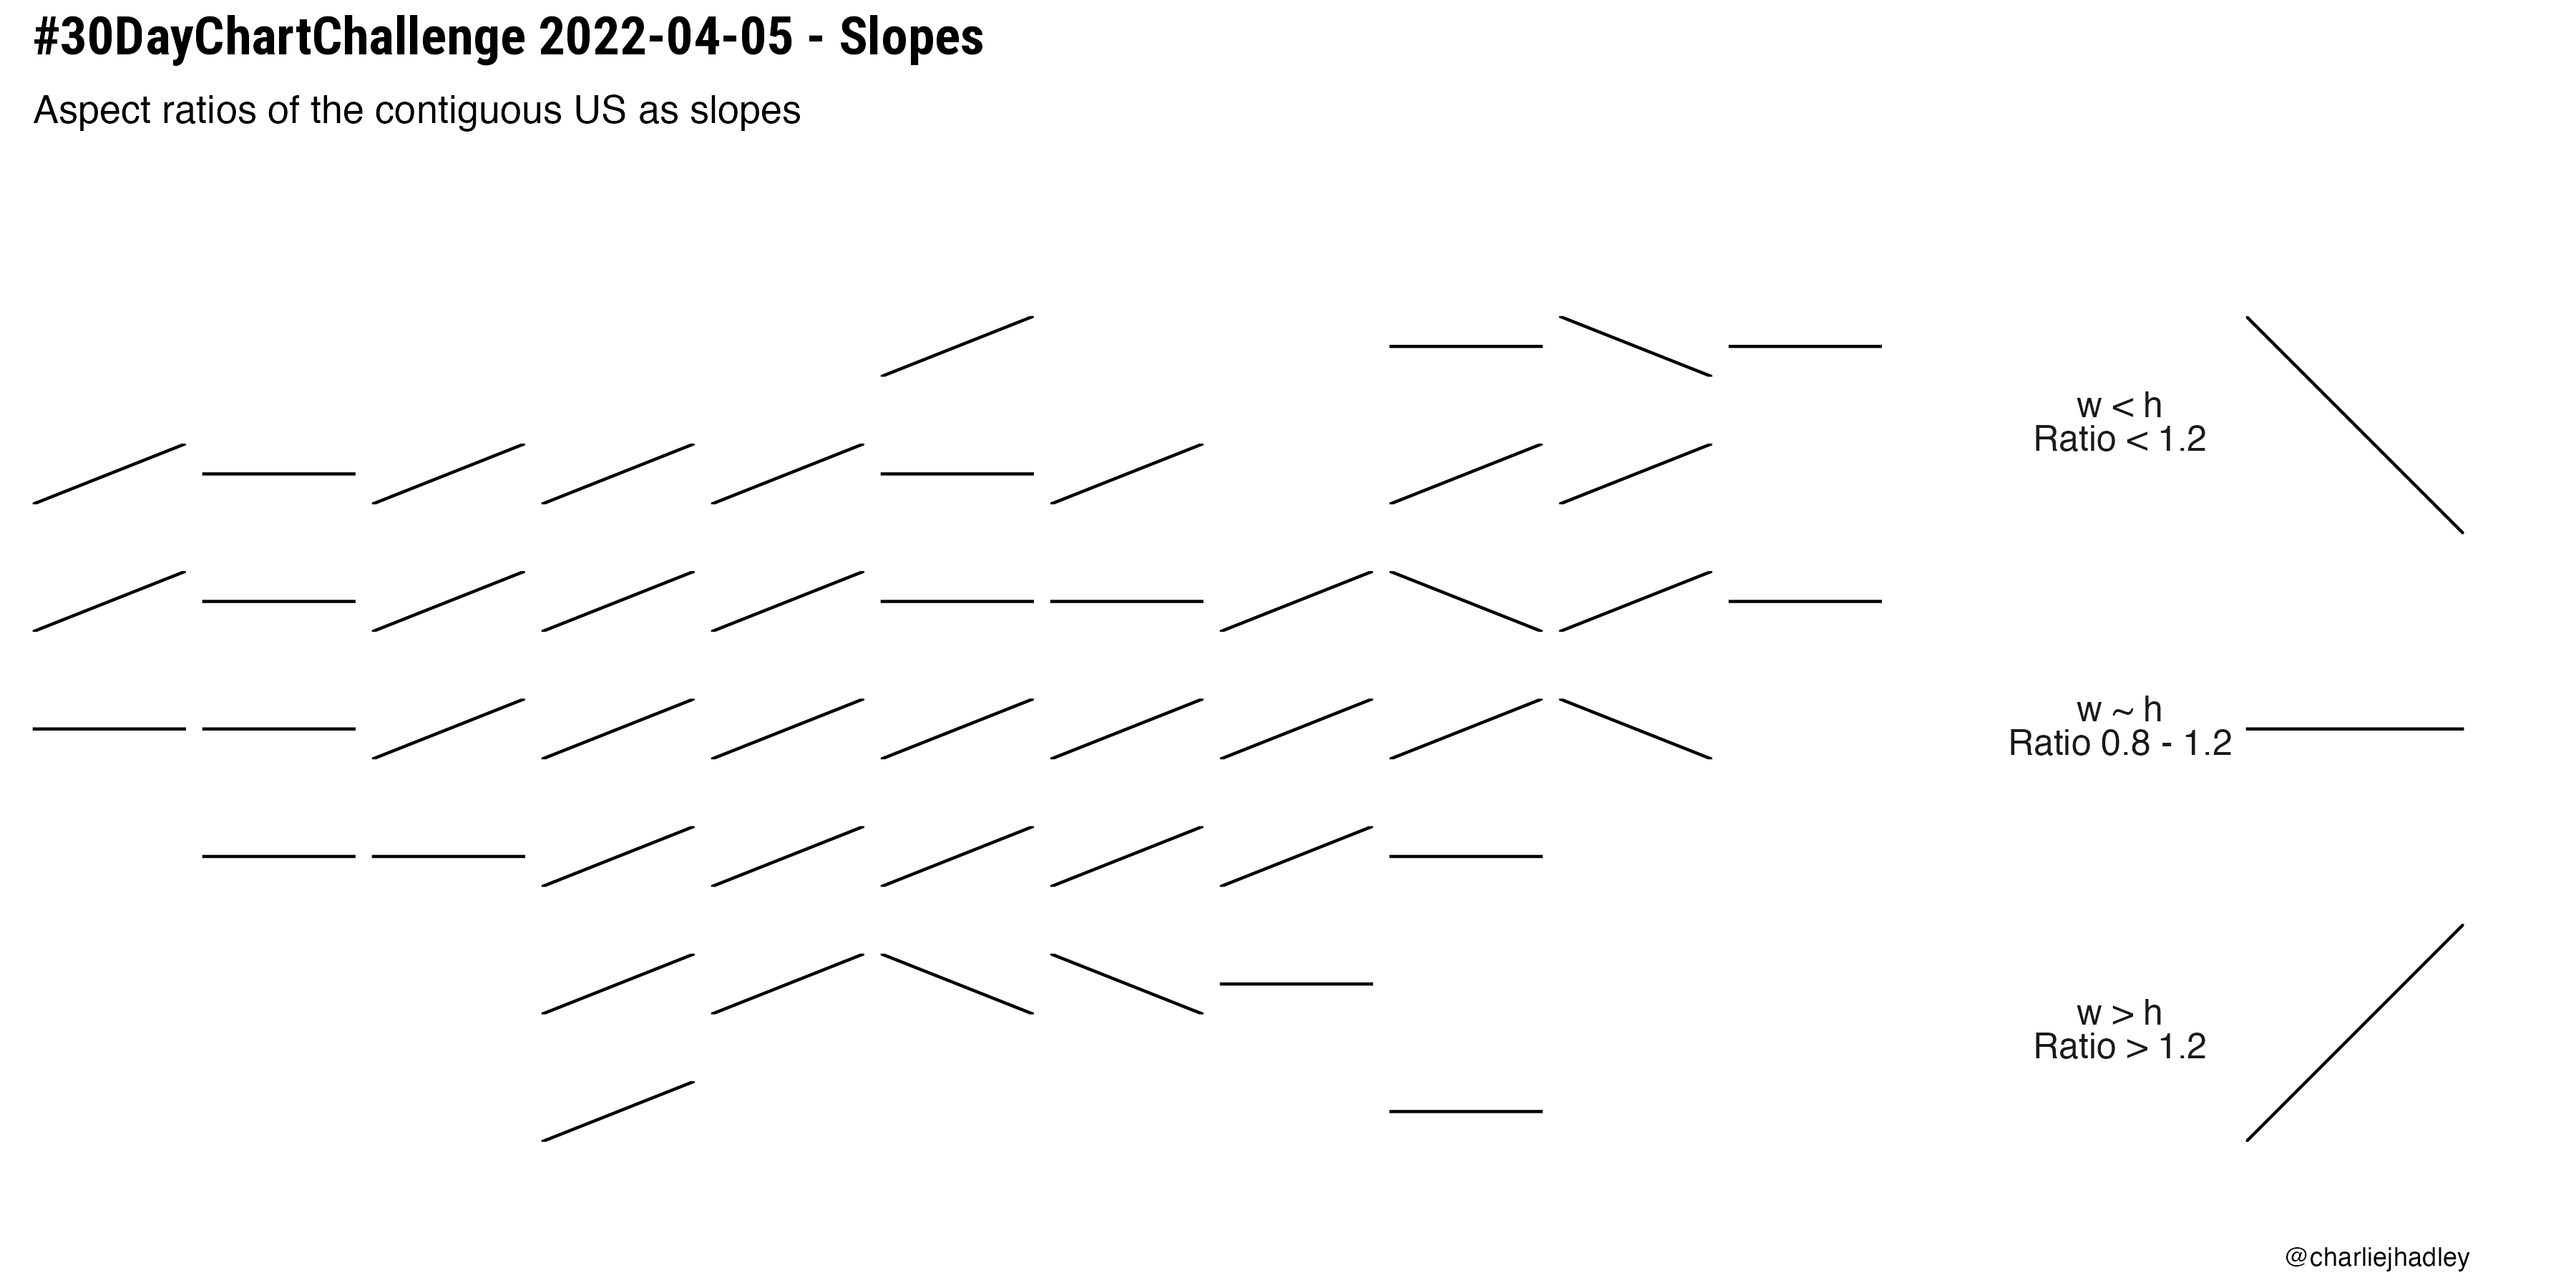 #30DayChartChallenge 2022-04-05 - Slopes
Aspect ratios of the contiguous US as slopes
w < h
Ratio < 1.2
w ~ h
Ratio 0.8 - 1.2
w > h
Ratio > 1.2
@charliejhadley